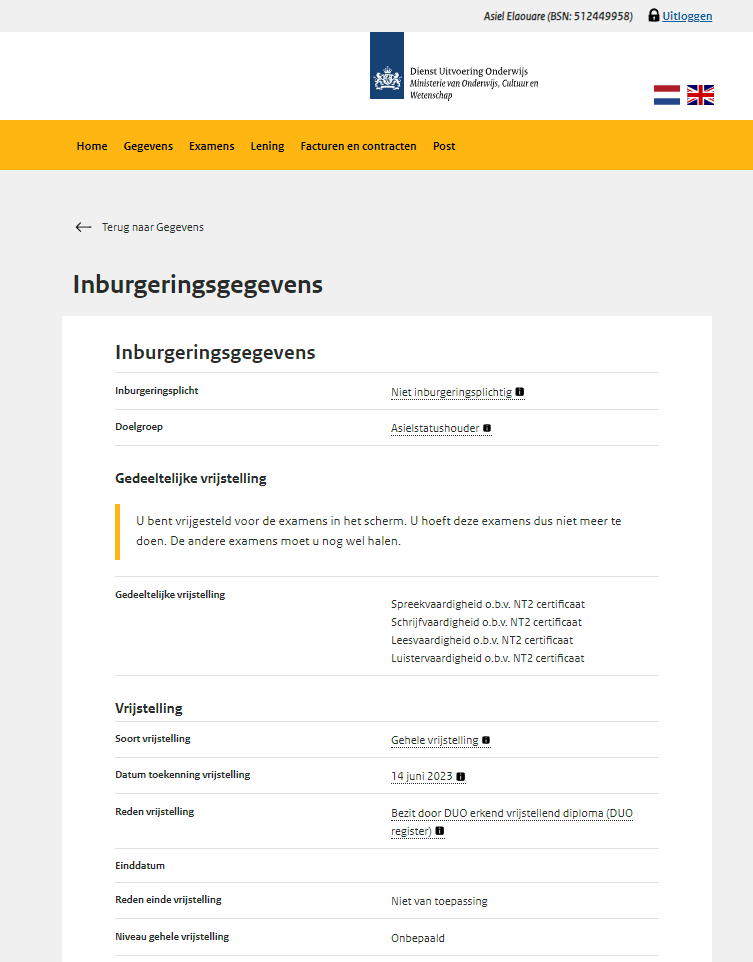 Asiel Elaouare (BSN: 512449958) Uitloggen
Dienst Uitvoering Onderwijs
Ministerie van Onderwijs, Cultuur en
Wetenschap
Home Gegevens Examens Lening Facturen en contracten Post
Terug naar Gegevens
Inburgeringsgegevens
Inburgeringsgegevens
Inburgeringsplicht Niet inburgeringsplichtig
Doelgroep Asielstatushouder
Gedeeltelijke vrijstelling
U bent vrijgesteld voor de examens in het scherm. U hoeft deze examens dus niet meer te
doen. De andere examens moet u nog wel halen.
Gedeeltelijke vrijstelling
Spreekvaardigheid o.b.v. NT2 certificaat
Schrijfvaardigheid o.b.v. NT2 certificaat
Leesvaardigheid o.b.v. NT2 certificaat
Luistervaardigheid o.b.v. NT2 certificaat
Vrijstelling
Soort vrijstelling Gehele vrijstelling
Datum toekenning vrijstelling 14 juni 2023
Reden vrijstelling Bezit door DUO erkend vrijstellend diploma (DUO
register)
Einddatum
Reden einde vrijstelling Niet van toepassing
Niveau gehele vrijstelling Onbepaald